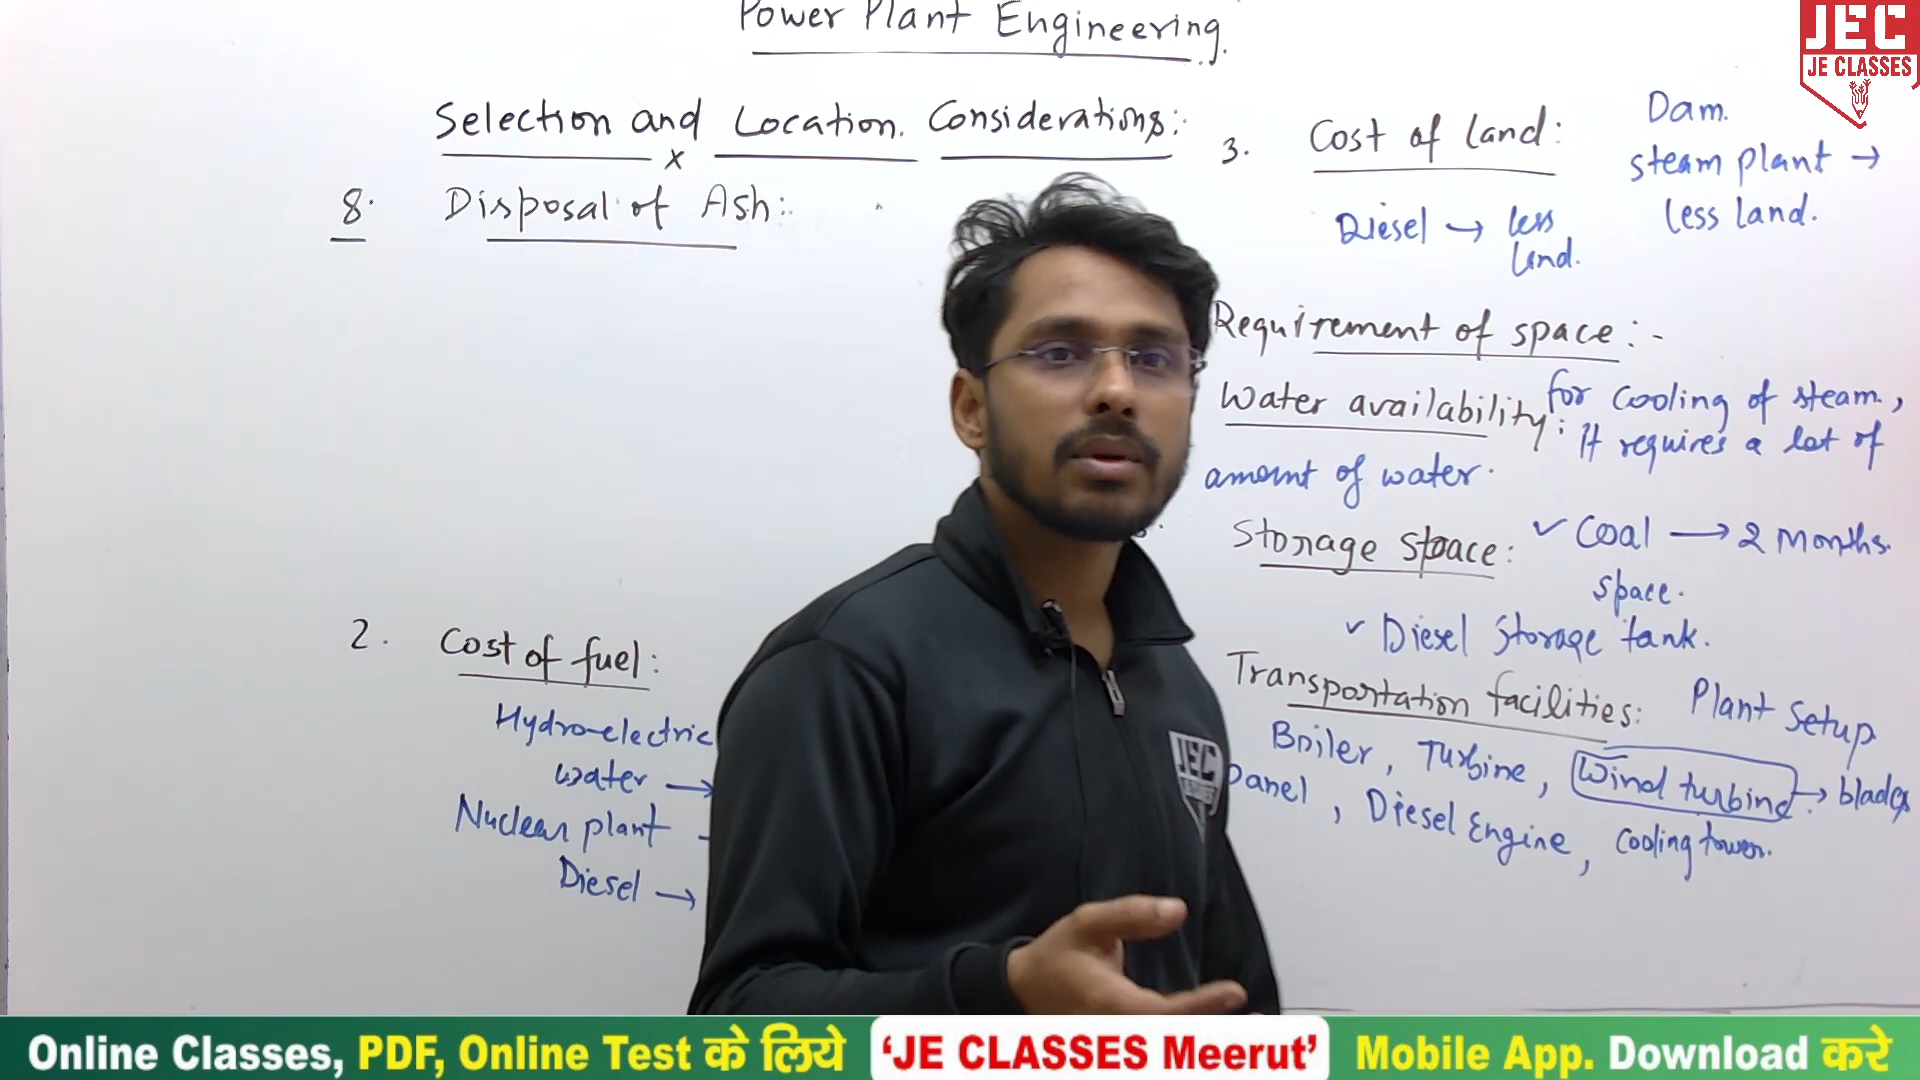 Power Plant Engineering.
Selection and Location. Considerations:
x
8. Disposal of Ash:
2. Cost of fuel:
Hydro-electric
water →
Nuclear plant
Diesel →
3. Cost of land:
Diesel → less
land.
Dam.
steam plant →
less land.
Requirement of space:-
Water availability: for cooling of steam,
It requires a lot of
amount of water.
Storage space: ✓ Coal → 2 Months.
space.
✓ Diesel storage tank.
Transportation facilities: Plant Setup
Boiler, Turbine, Wind turbine → blades
Panel, Diesel Engine, Cooling tower.
JEC
JE CLASSES
JEC
Online Classes, PDF, Online Test के लिये 'JE CLASSES Meerut' Mobile App. Download करे